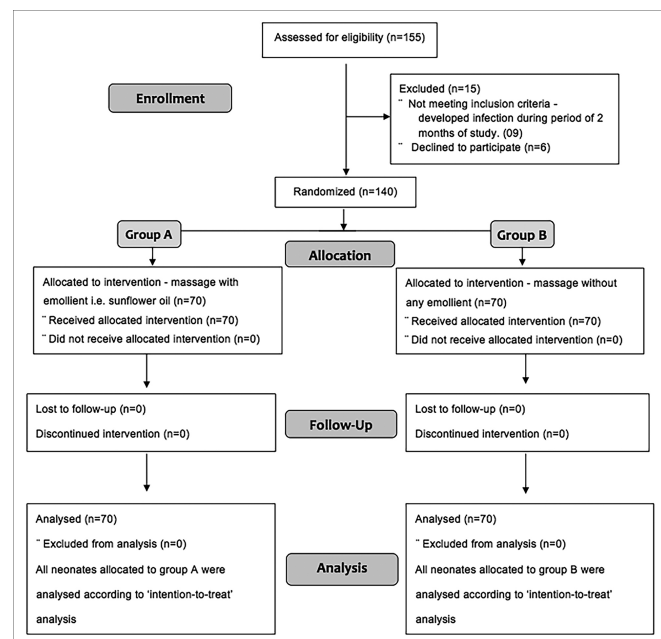 Assessed for eligibility (n=155)
Enrollment
Excluded (n=15)
¨ Not meeting inclusion criteria -
developed infection during period of 2
months of study. (09)
¨ Declined to participate (n=6)
Randomized (n=140)
Group A
Group B
Allocation
Allocated to intervention - massage with
emollient i.e. sunflower oil (n=70)
¨ Received allocated intervention (n=70)
¨ Did not receive allocated intervention (n=0)
Allocated to intervention - massage without
any emollient (n=70)
¨ Received allocated intervention (n=70)
¨ Did not receive allocated intervention (n=0)
Lost to follow-up (n=0)
Discontinued intervention (n=0)
Follow-Up
Lost to follow-up (n=0)
Discontinued intervention (n=0)
Analysed (n=70)
¨ Excluded from analysis (n=0)
All neonates allocated to group A were
analysed according to ‘intention-to-treat’
analysis
Analysis
Analysed (n=70)
¨ Excluded from analysis (n=0)
All neonates allocated to group B were
analysed according to ‘intention-to-treat’
analysis